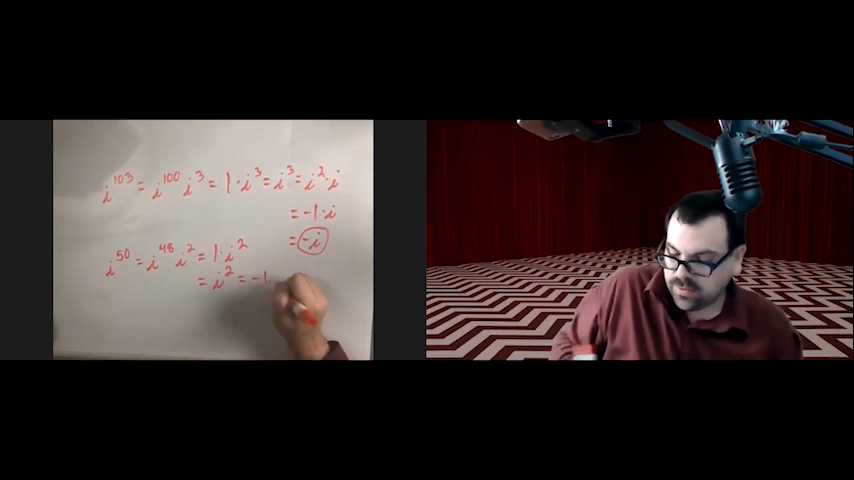 i^103 = i^100 i^3 = 1 · i^3 = i^3 = i^2 · i
= -1 · i
= -i
i^50 = i^48 i^2 = 1 · i^2
= i^2 = -1